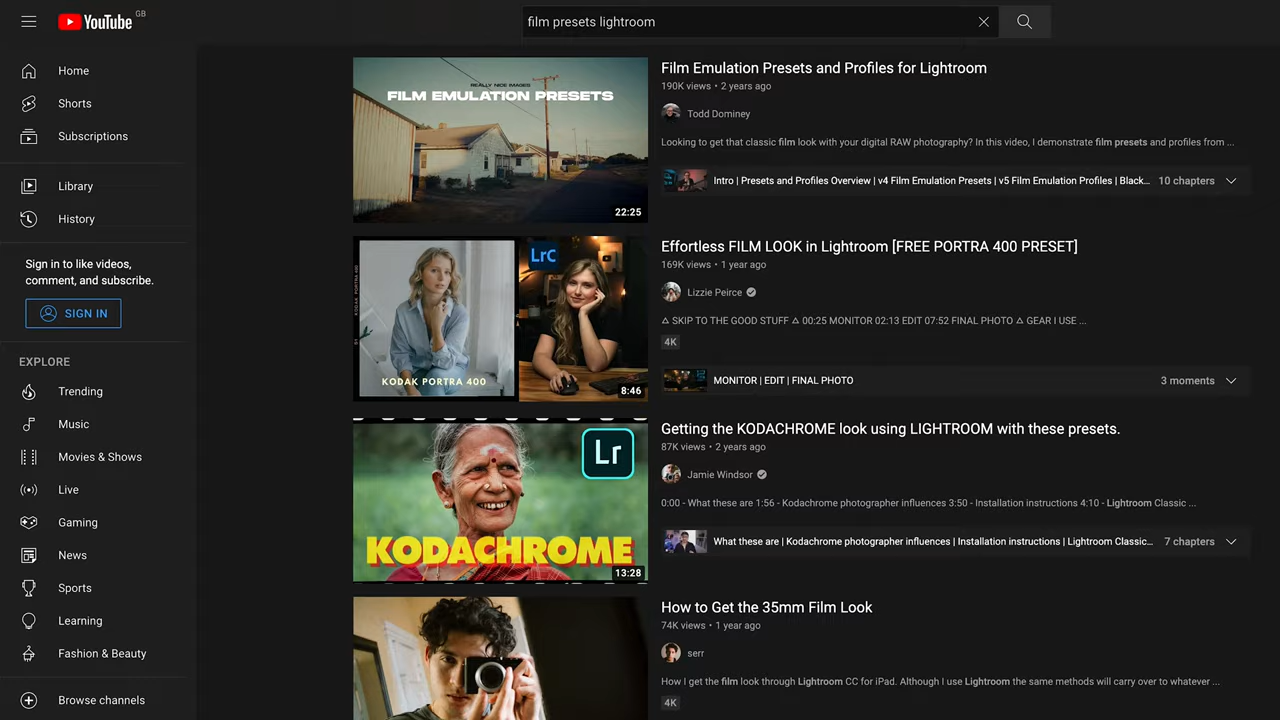 YouTube GB
film presets lightroom
Home
Shorts
Subscriptions
Library
History
Sign in to like videos,
comment, and subscribe.
SIGN IN
EXPLORE
Trending
Music
Movies & Shows
Live
Gaming
News
Sports
Learning
Fashion & Beauty
Browse channels
REALLY NICE IMAGES
FILM EMULATION PRESETS
22:25
Film Emulation Presets and Profiles for Lightroom
190K views • 2 years ago
Todd Dominey
Looking to get that classic film look with your digital RAW photography? In this video, I demonstrate film presets and profiles from ...
Intro | Presets and Profiles Overview | v4 Film Emulation Presets | v5 Film Emulation Profiles | Black... 10 chapters
LrC
KODAK PORTRA 400
8:46
Effortless FILM LOOK in Lightroom [FREE PORTRA 400 PRESET]
169K views • 1 year ago
Lizzie Peirce
△ SKIP TO THE GOOD STUFF △ 00:25 MONITOR 02:13 EDIT 07:52 FINAL PHOTO △ GEAR I USE ...
4K
MONITOR | EDIT | FINAL PHOTO 3 moments
Lr
KODACHROME
13:28
Getting the KODACHROME look using LIGHTROOM with these presets.
87K views • 2 years ago
Jamie Windsor
0:00 - What these are 1:56 - Kodachrome photographer influences 3:50 - Installation instructions 4:10 - Lightroom Classic ...
What these are | Kodachrome photographer influences | Installation instructions | Lightroom Classic... 7 chapters
How to Get the 35mm Film Look
74K views • 1 year ago
serr
How I get the film look through Lightroom CC for iPad. Although I use Lightroom the same methods will carry over to whatever ...
4K